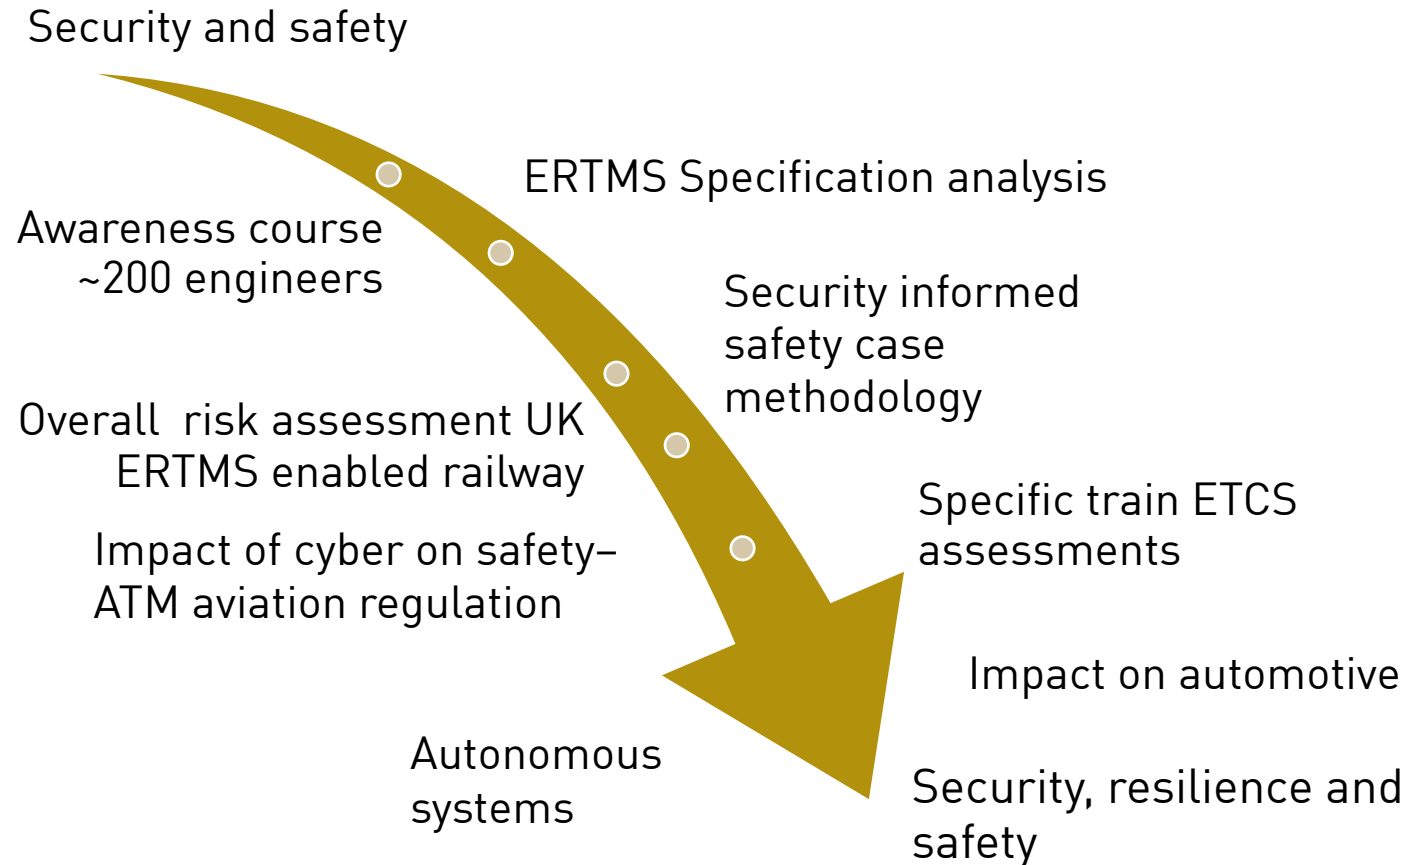 Security and safety
ERTMS Specification analysis
Awareness course
~200 engineers
Security informed
safety case
methodology
Overall  risk assessment UK
ERTMS enabled railway
Specific train ETCS
assessments
Impact of cyber on safety–
ATM aviation regulation
Impact on automotive
Autonomous
systems
Security, resilience and
safety